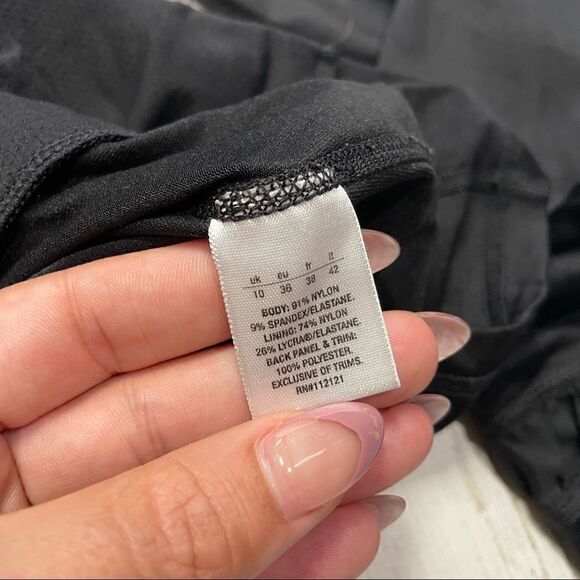 uk eu fr it
10 36 38 42
BODY: 91% NYLON
9% SPANDEX/ELASTANE.
LINING: 74% NYLON
26% LYCRA®/ELASTANE.
BACK PANEL & TRIM:
100% POLYESTER.
EXCLUSIVE OF TRIMS.
RN#112121